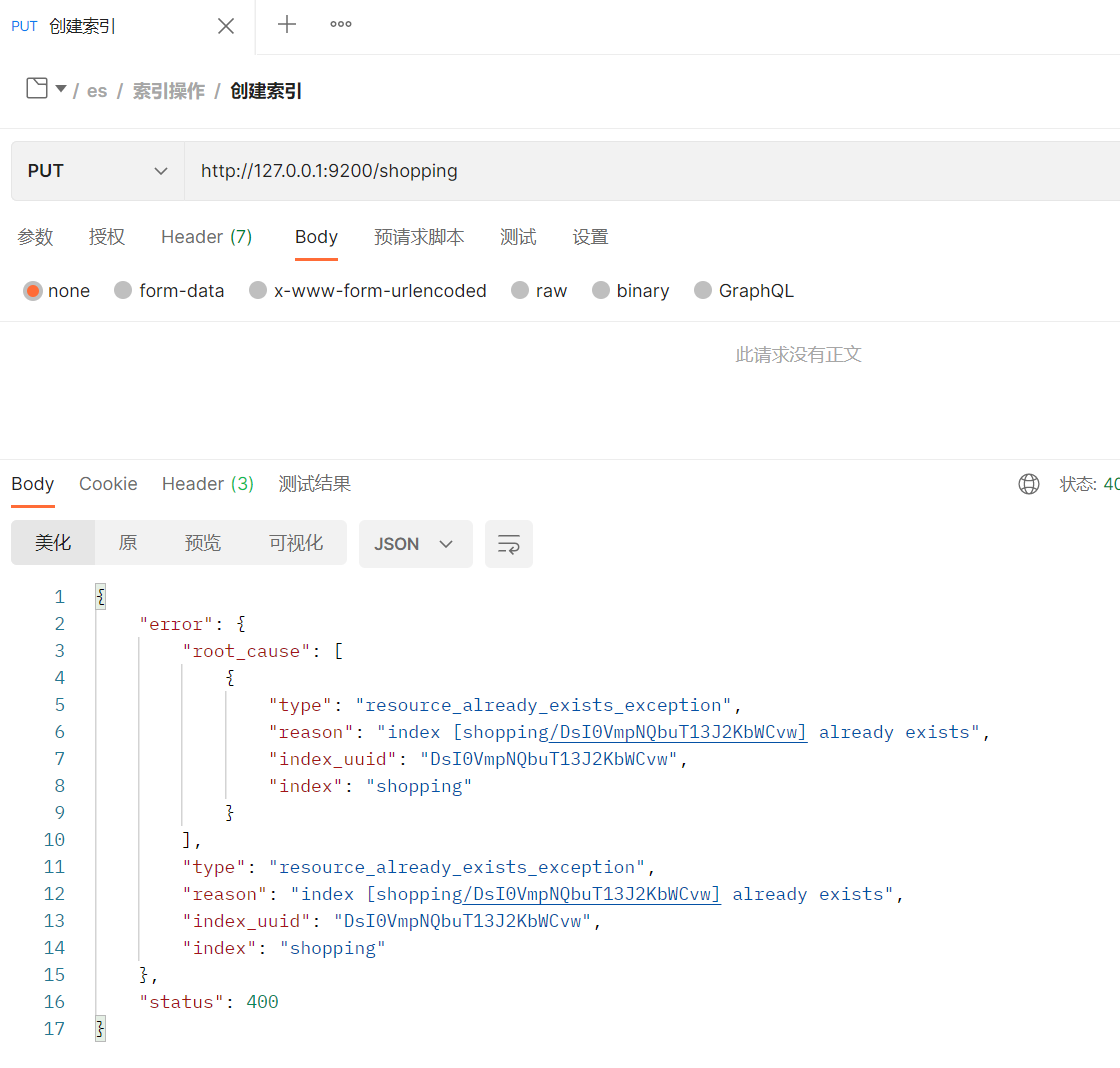 PUT 创建索引
/ es / 索引操作 / 创建索引
PUT http://127.0.0.1:9200/shopping
参数 授权 Header (7) Body 预请求脚本 测试 设置
none form-data x-www-form-urlencoded raw binary GraphQL
此请求没有正文
Body Cookie Header (3) 测试结果 状态: 40
美化 原 预览 可视化 JSON
1 {
2 "error": {
3 "root_cause": [
4 {
5 "type": "resource_already_exists_exception",
6 "reason": "index [shopping/DsI0VmpNQbuT13J2KbWCvw] already exists",
7 "index_uuid": "DsI0VmpNQbuT13J2KbWCvw",
8 "index": "shopping"
9 }
10 ],
11 "type": "resource_already_exists_exception",
12 "reason": "index [shopping/DsI0VmpNQbuT13J2KbWCvw] already exists",
13 "index_uuid": "DsI0VmpNQbuT13J2KbWCvw",
14 "index": "shopping"
15 },
16 "status": 400
17 }